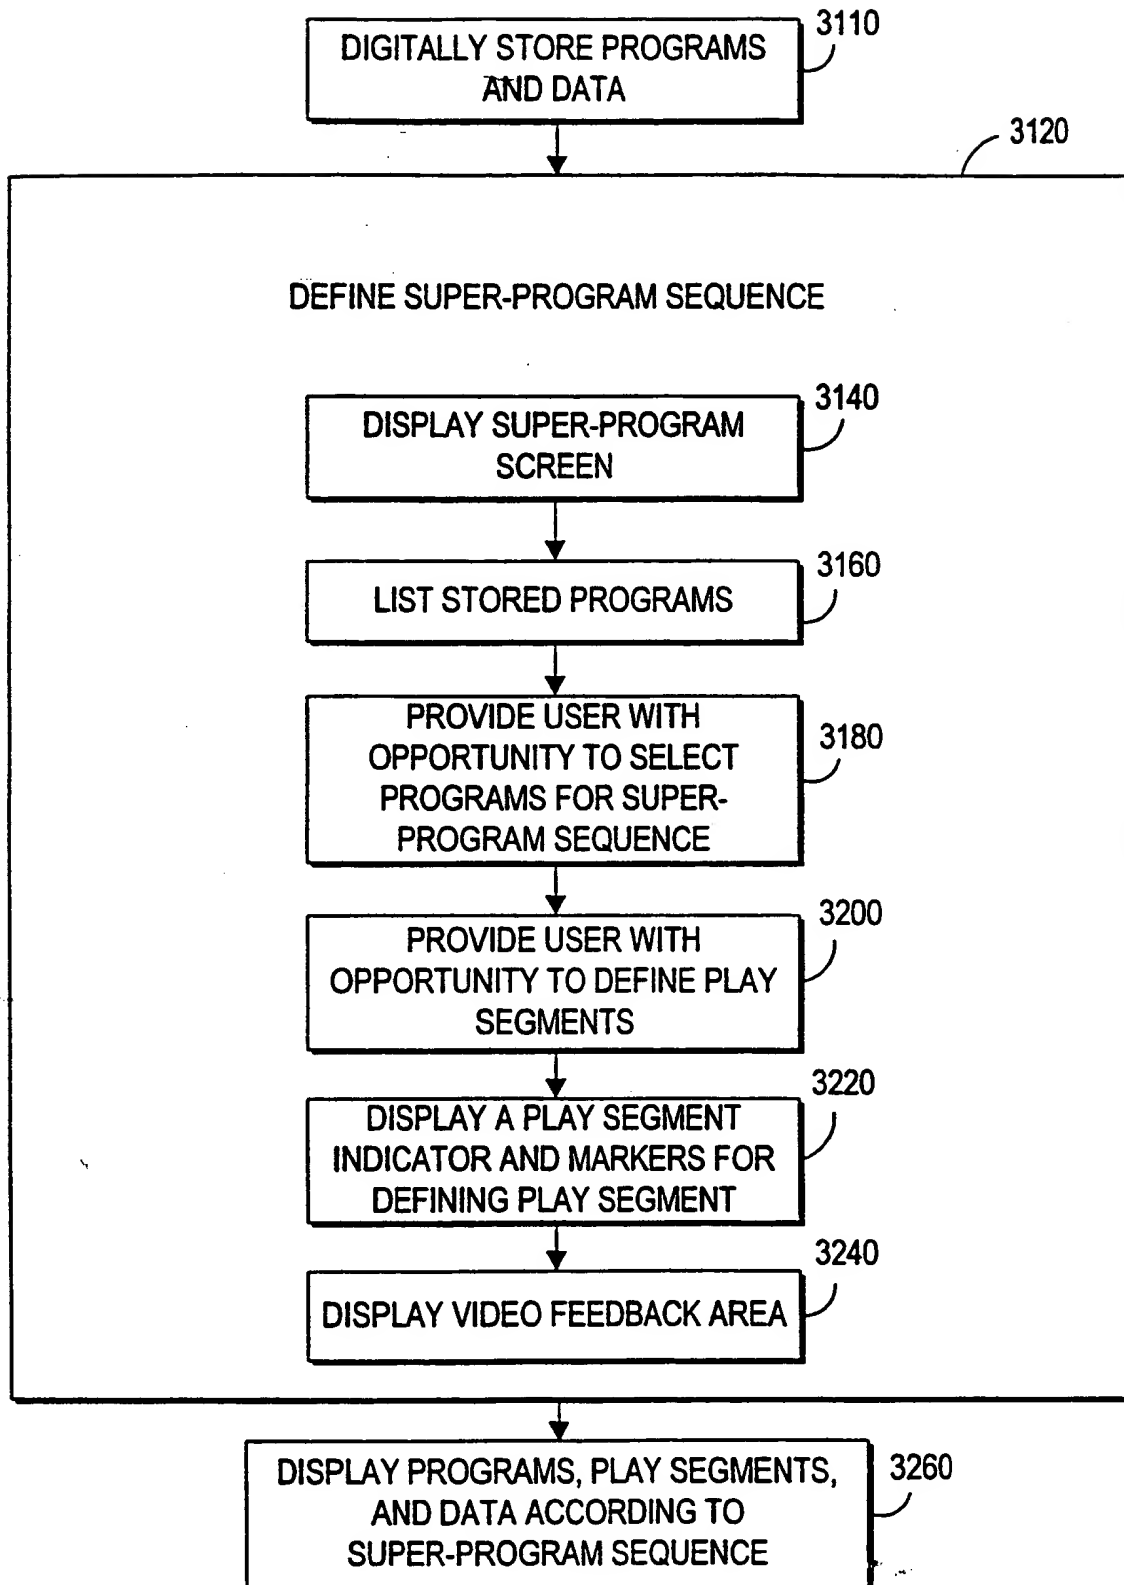 3110
DIGITALLY STORE PROGRAMS
AND DATA
3120
DEFINE SUPER-PROGRAM SEQUENCE
3140
DISPLAY SUPER-PROGRAM
SCREEN
3160
LIST STORED PROGRAMS
3180
PROVIDE USER WITH
OPPORTUNITY TO SELECT
PROGRAMS FOR SUPER-
PROGRAM SEQUENCE
3200
PROVIDE USER WITH
OPPORTUNITY TO DEFINE PLAY
SEGMENTS
3220
DISPLAY A PLAY SEGMENT
INDICATOR AND MARKERS FOR
DEFINING PLAY SEGMENT
3240
DISPLAY VIDEO FEEDBACK AREA
3260
DISPLAY PROGRAMS, PLAY SEGMENTS,
AND DATA ACCORDING TO
SUPER-PROGRAM SEQUENCE